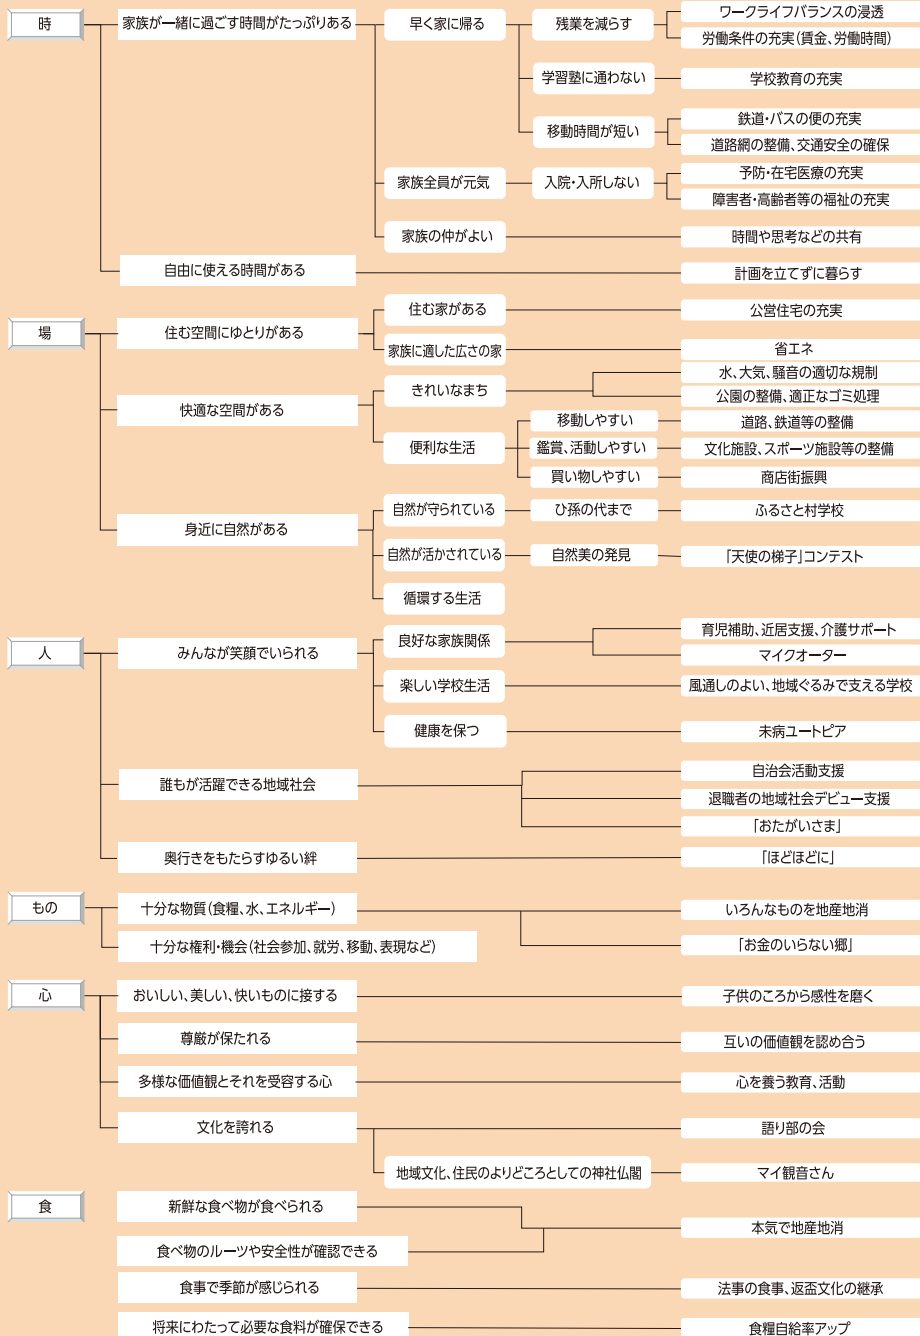 時
家族が一緒に過ごす時間がたっぷりある
早く家に帰る
残業を減らす
ワークライフバランスの浸透
労働条件の充実(賃金、労働時間)
学習塾に通わない
学校教育の充実
移動時間が短い
鉄道・バスの便の充実
道路網の整備、交通安全の確保
家族全員が元気
入院・入所しない
予防・在宅医療の充実
障害者・高齢者等の福祉の充実
家族の仲がよい
時間や思考などの共有
自由に使える時間がある
計画を立てずに暮らす
場
住む空間にゆとりがある
住む家がある
公営住宅の充実
家族に適した広さの家
省エネ
快適な空間がある
きれいなまち
水、大気、騒音の適切な規制
公園の整備、適正なゴミ処理
便利な生活
移動しやすい
道路、鉄道等の整備
鑑賞、活動しやすい
文化施設、スポーツ施設等の整備
買い物しやすい
商店街振興
身近に自然がある
自然が守られている
ひ孫の代まで
ふるさと村学校
自然が活かされている
自然美の発見
「天使の梯子」コンテスト
循環する生活
人
みんなが笑顔でいられる
良好な家族関係
育児補助、近居支援、介護サポート
マイクオーター
楽しい学校生活
風通しのよい、地域ぐるみで支える学校
健康を保つ
未病ユートピア
誰もが活躍できる地域社会
自治会活動支援
退職者の地域社会デビュー支援
「おたがいさま」
奥行きをもたらすゆるい絆
「ほどほどに」
もの
十分な物質(食糧、水、エネルギー)
いろんなものを地産地消
「お金のいらない郷」
十分な権利・機会(社会参加、就労、移動、表現など)
心
おいしい、美しい、快いものに接する
子供のころから感性を磨く
尊厳が保たれる
互いの価値観を認め合う
多様な価値観とそれを受容する心
心を養う教育、活動
文化を誇れる
語り部の会
地域文化、住民のよりどころとしての神社仏閣
マイ観音さん
食
新鮮な食べ物が食べられる
本気で地産地消
食べ物のルーツや安全性が確認できる
食事で季節が感じられる
法事の食事、返盃文化の継承
将来にわたって必要な食料が確保できる
食糧自給率アップ